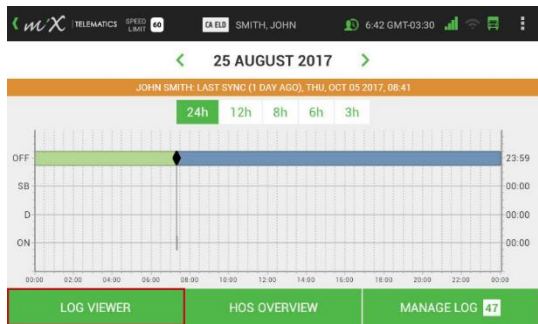 miX TELEMATICS SPEED LIMIT 60 CA ELD SMITH, JOHN 6:42 GMT-03:30
25 AUGUST 2017
JOHN SMITH: LAST SYNC (1 DAY AGO), THU, OCT 05 2017, 08:41
24h 12h 8h 6h 3h
OFF 23:59
SB 00:00
D 00:00
ON 00:00
00:00 02:00 04:00 06:00 08:00 10:00 12:00 14:00 16:00 18:00 20:00 22:00 00:00
LOG VIEWER HOS OVERVIEW MANAGE LOG 47